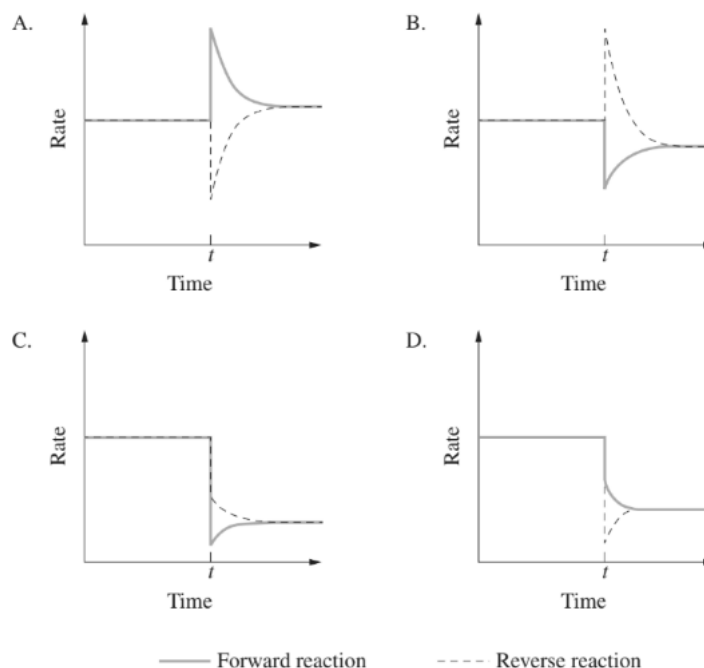 A.
Rate
t
Time
B.
Rate
t
Time
C.
Rate
t
Time
D.
Rate
t
Time
Forward reaction
Reverse reaction